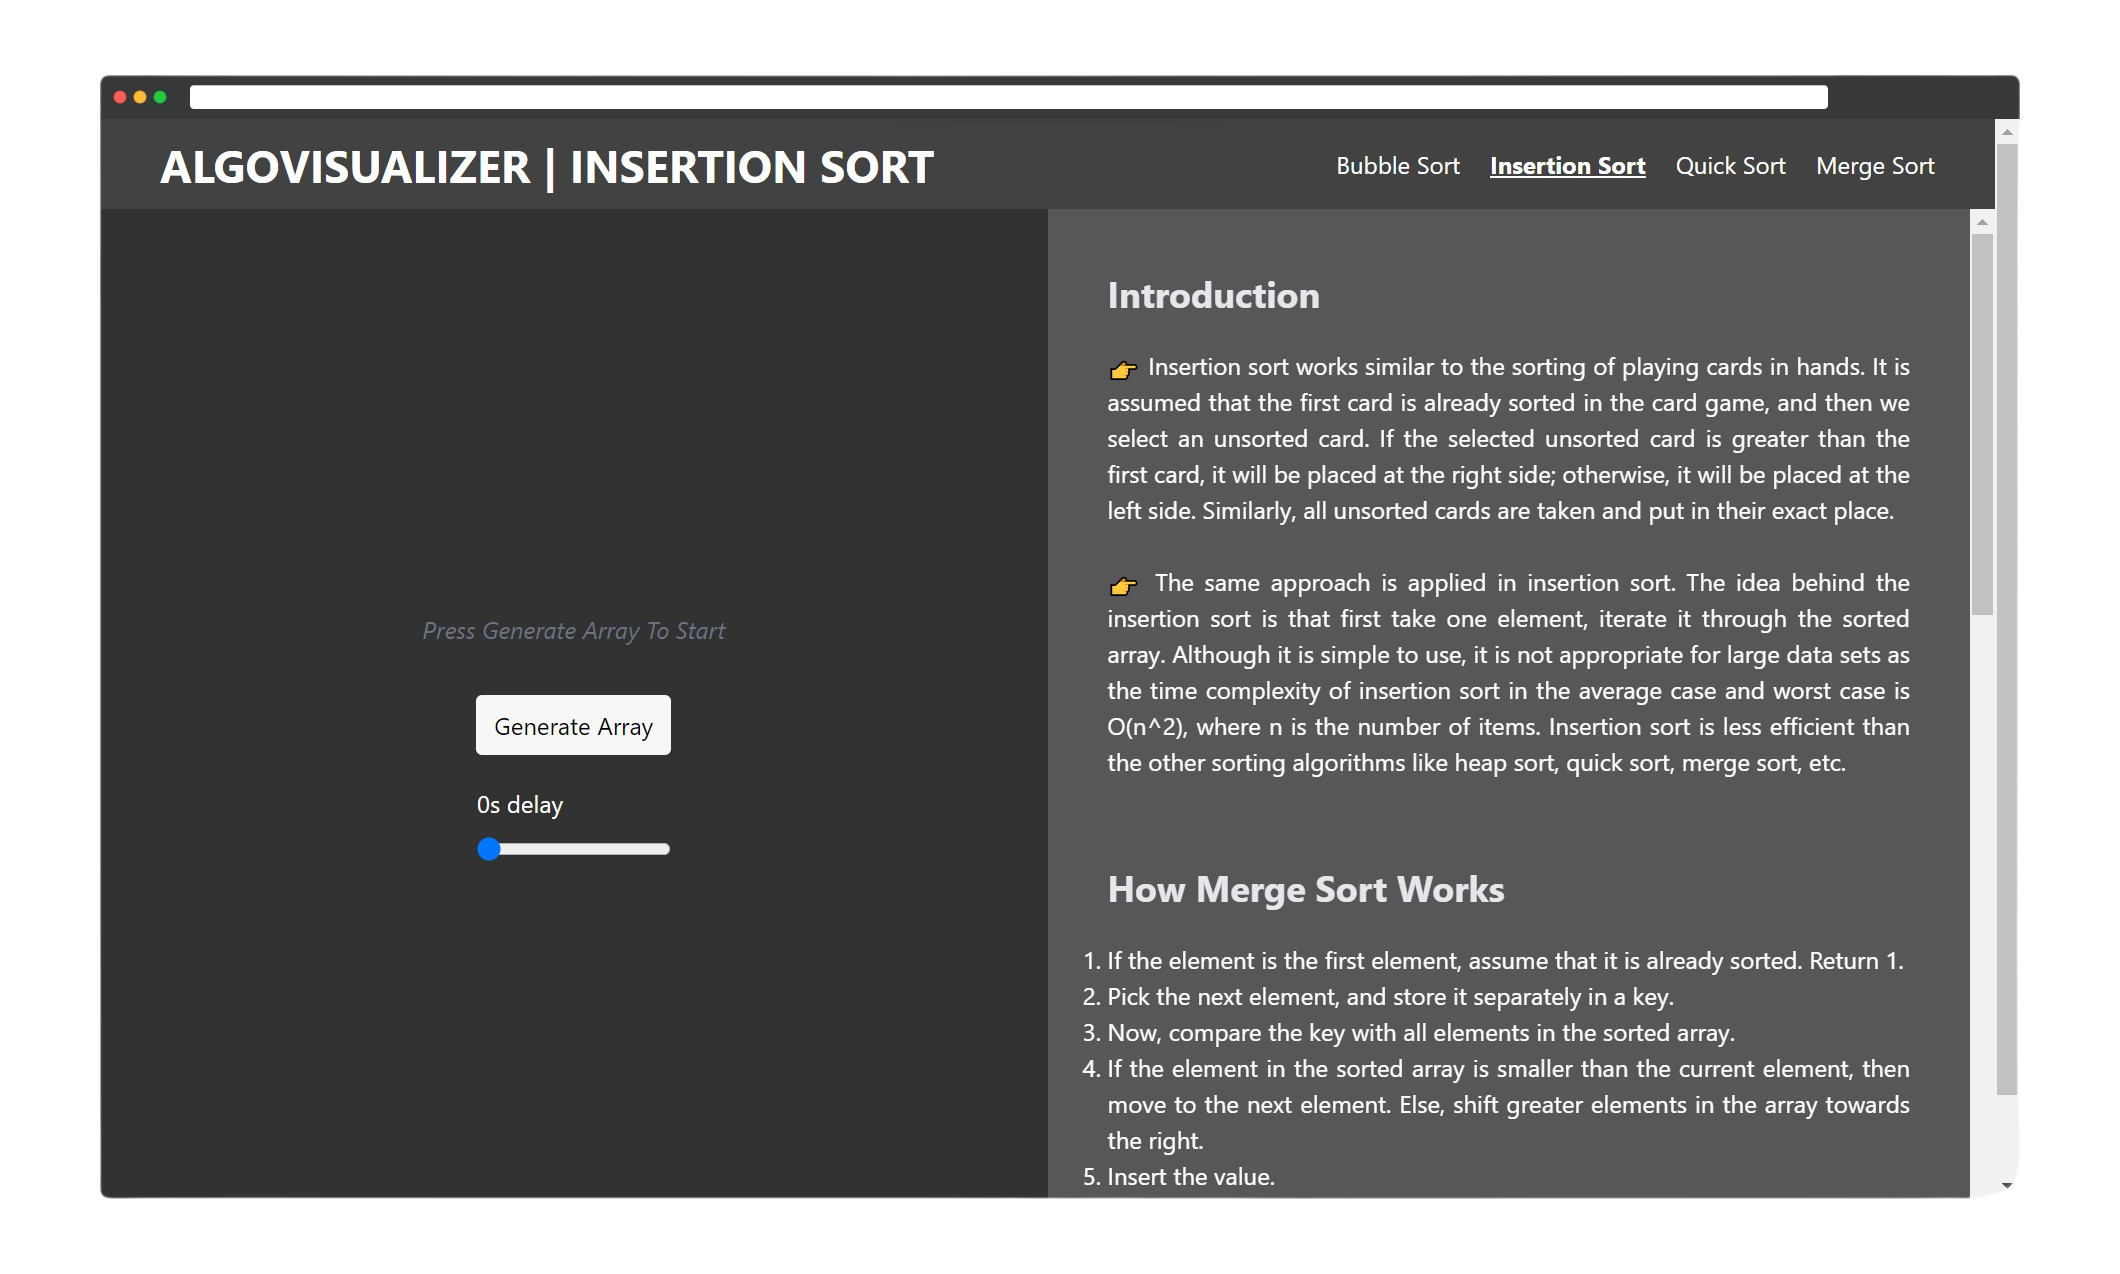 ALGOVISUALIZER | INSERTION SORT
Bubble Sort
Insertion Sort
Quick Sort
Merge Sort
Press Generate Array To Start
Generate Array
0s delay
Introduction
👉 Insertion sort works similar to the sorting of playing cards in hands. It is
assumed that the first card is already sorted in the card game, and then we
select an unsorted card. If the selected unsorted card is greater than the
first card, it will be placed at the right side; otherwise, it will be placed at the
left side. Similarly, all unsorted cards are taken and put in their exact place.
👉 The same approach is applied in insertion sort. The idea behind the
insertion sort is that first take one element, iterate it through the sorted
array. Although it is simple to use, it is not appropriate for large data sets as
the time complexity of insertion sort in the average case and worst case is
O(n^2), where n is the number of items. Insertion sort is less efficient than
the other sorting algorithms like heap sort, quick sort, merge sort, etc.
How Merge Sort Works
1. If the element is the first element, assume that it is already sorted. Return 1.
2. Pick the next element, and store it separately in a key.
3. Now, compare the key with all elements in the sorted array.
4. If the element in the sorted array is smaller than the current element, then
move to the next element. Else, shift greater elements in the array towards
the right.
5. Insert the value.